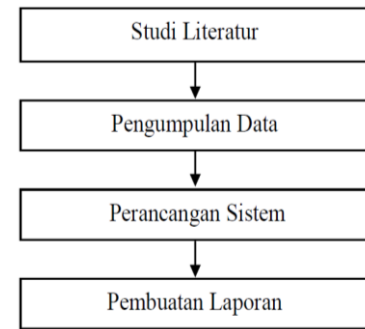 Studi Literatur
Pengumpulan Data
Perancangan Sistem
Pembuatan Laporan